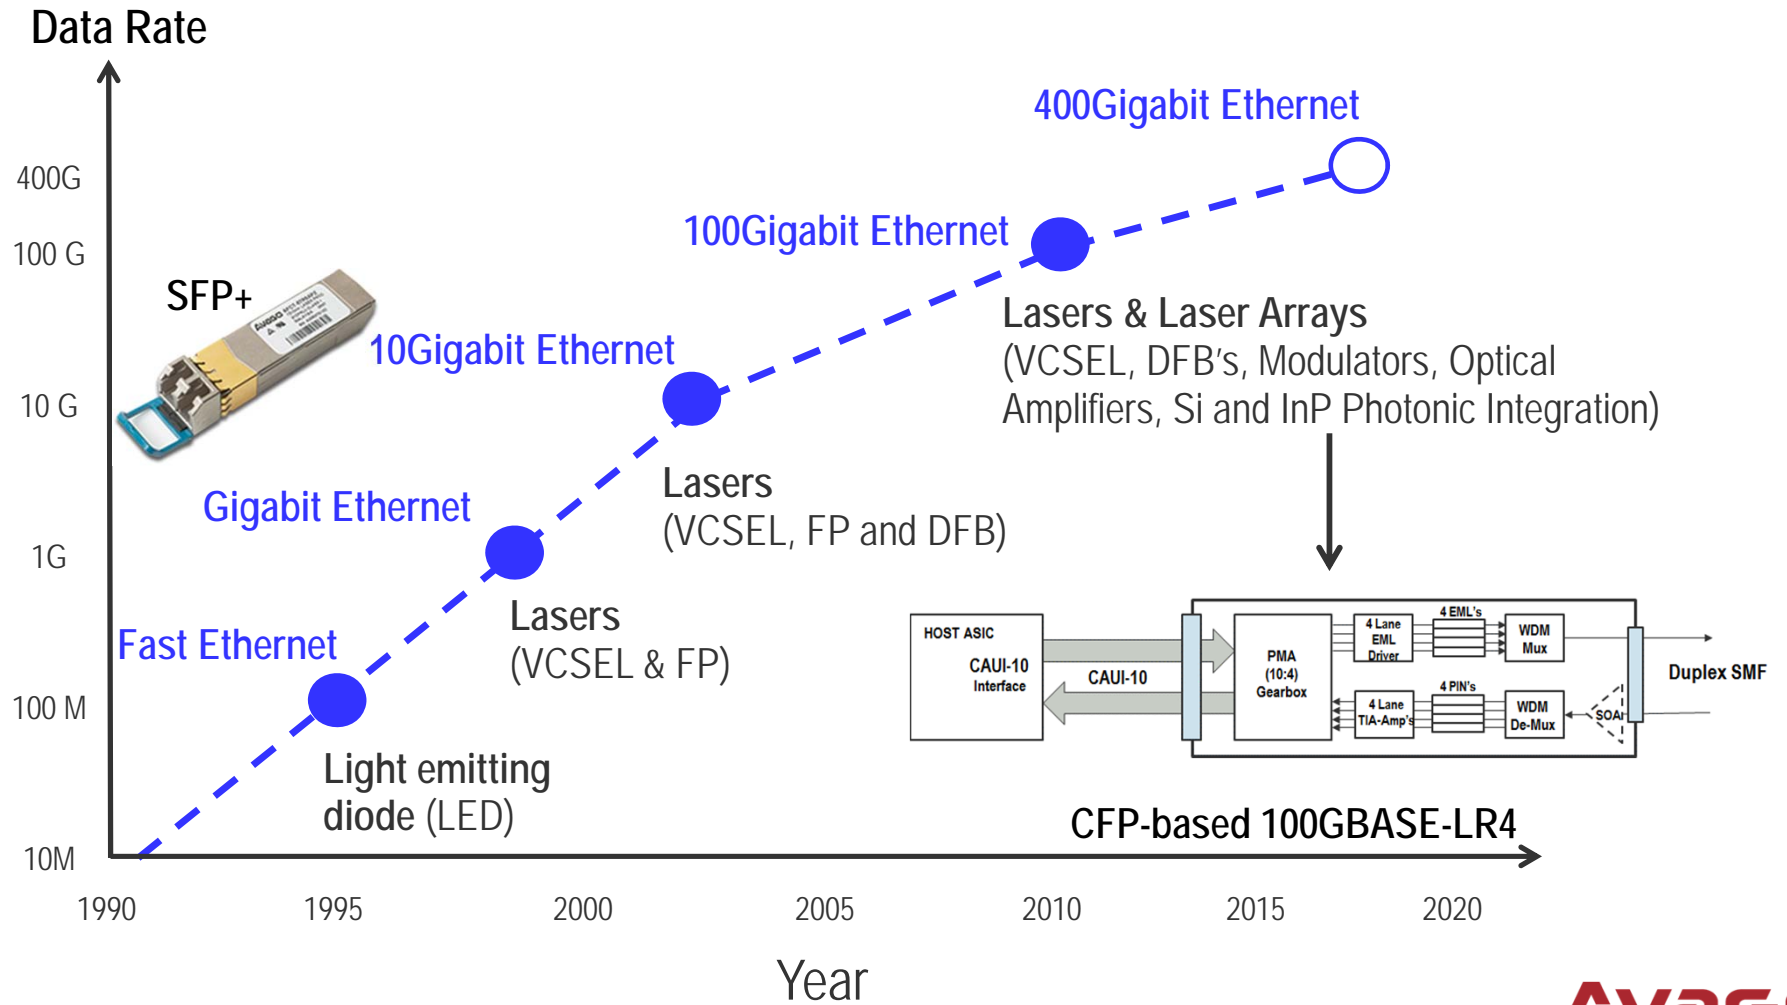 Data Rate
400Gigabit Ethernet
400G
100Gigabit Ethernet
100 G
SFP+
Lasers & Laser Arrays
(VCSEL, DFB's, Modulators, Optical
Amplifiers, Si and InP Photonic Integration)
10Gigabit Ethernet
10 G
Lasers
(VCSEL, FP and DFB)
Gigabit Ethernet
1G
Lasers
(VCSEL & FP)
Fast Ethernet
100 M
Light emitting
diode (LED)
HOST ASIC
CAUI-10
Interface
CAUI-10
PMA
(10:4)
Gearbox
4 Lane
EML
Driver
4 EML's
WDM
Mux
4 Lane
TIA-Amp's
4 PIN's
WDM
De-Mux
SOA
Duplex SMF
CFP-based 100GBASE-LR4
10M
1990 1995 2000 2005 2010 2015 2020
Year